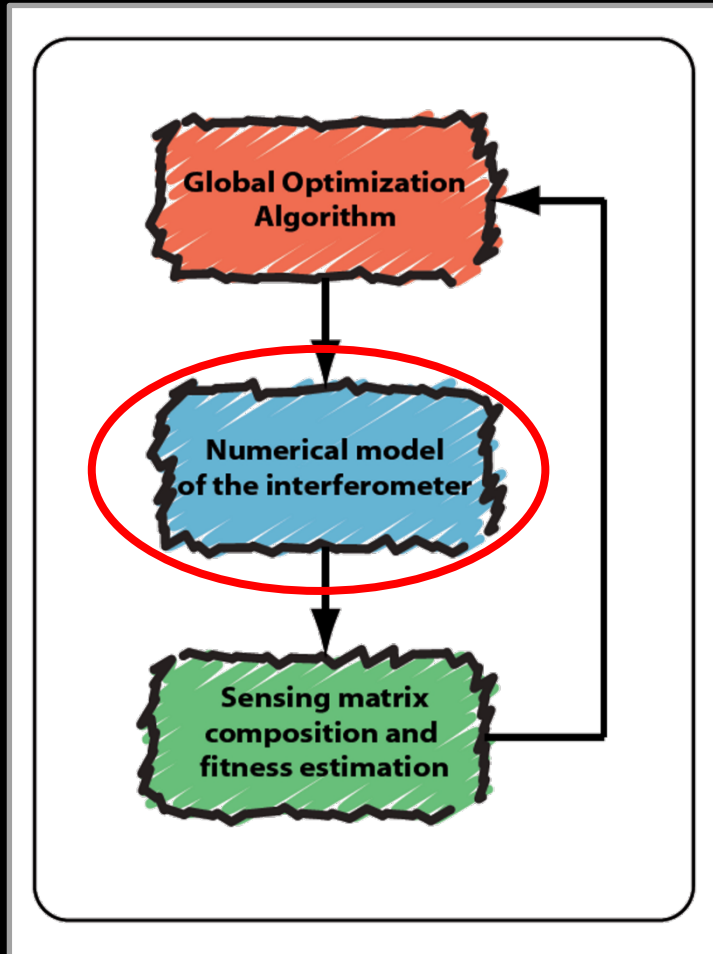 Global Optimization
Algorithm
Numerical model
of the interferometer
Sensing matrix
composition and
fitness estimation